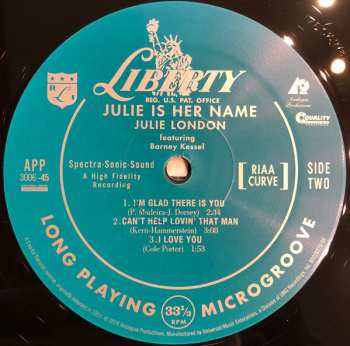 LIBERTY
REG. U.S. PAT. OFFICE
JULIE IS HER NAME
JULIE LONDON
featuring
Barney Kessel
APP
3006-45
Spectra-Sonic-Sound
A High Fidelity
Recording
RIAA
CURVE
SIDE
TWO
Analogue
Productions
QUALITY
1. I'M GLAD THERE IS YOU
(P. Madeira-J. Dorsey) 2:34
2. CAN'T HELP LOVIN' THAT MAN
(Kern-Hammerstein) 3:00
3. I LOVE YOU
(Cole Porter) 1:53
LONG PLAYING 33⅓ RPM MICROGROOVE